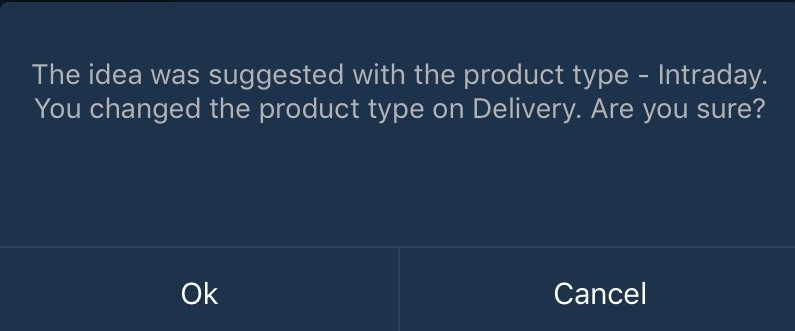 The idea was suggested with the product type - Intraday.
You changed the product type on Delivery. Are you sure?
Ok
Cancel